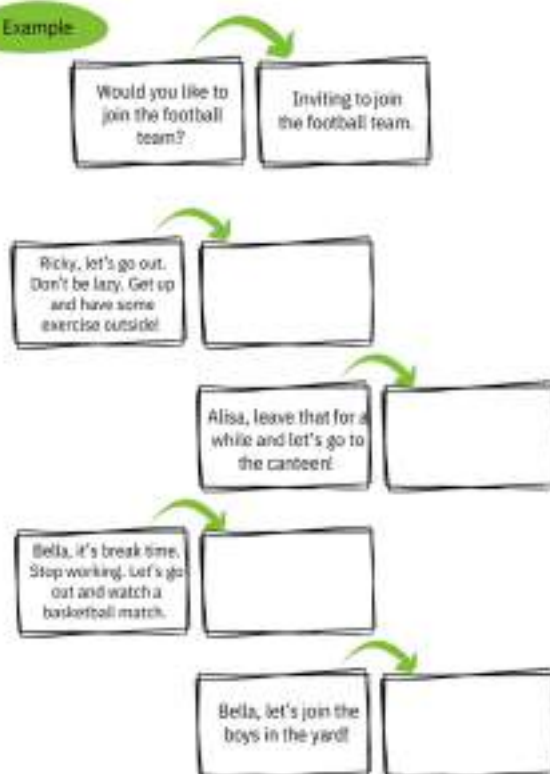 Example
Would you like to
join the football
team?
Inviting to join
the football team.
Ricky, let's go out.
Don't be lazy. Get up
and have some
exercise outside!
Alisa, leave that for a
while and let's go to
the canteen!
Bella, it's break time.
Stop working. Let's go
out and watch a
basketball match.
Bella, let's join the
boys in the yard!